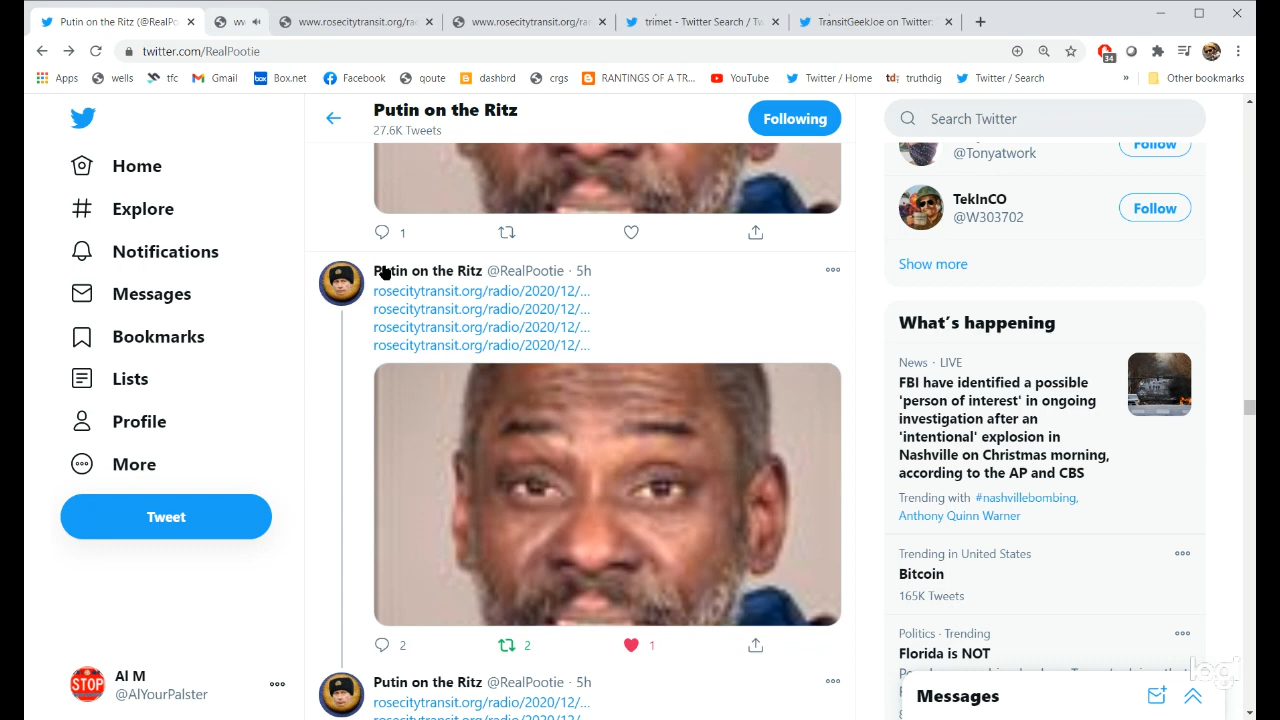 Putin on the Ritz (@RealPo
ww
www.rosecitytransit.org/ra
www.rosecitytransit.org/ra
trimet - Twitter Search / Tw
TransitGeekJoe on Twitter:
twitter.com/RealPootie
34
Apps
wells
tfc
Gmail
box
Box.net
Facebook
qoute
dashbrd
crgs
RANTINGS OF A TR...
YouTube
Twitter / Home
td;
truthdig
Twitter / Search
»
Other bookmarks
Home
Explore
Notifications
Messages
Bookmarks
Lists
Profile
More
Tweet
Al M
@AlYourPalster
STOP
Putin on the Ritz
27.6K Tweets
Following
1
Putin on the Ritz @RealPootie · 5h
rosecitytransit.org/radio/2020/12/...
rosecitytransit.org/radio/2020/12/...
rosecitytransit.org/radio/2020/12/...
rosecitytransit.org/radio/2020/12/...
2
2
1
Putin on the Ritz @RealPootie · 5h
rosecitytransit.org/radio/2020/12/...
Search Twitter
@Tonyatwork
Follow
TekInCO
@W303702
Follow
Show more
What's happening
News · LIVE
FBI have identified a possible
'person of interest' in ongoing
investigation after an
'intentional' explosion in
Nashville on Christmas morning,
according to the AP and CBS
Trending with #nashvillebombing,
Anthony Quinn Warner
Trending in United States
Bitcoin
165K Tweets
Politics · Trending
Florida is NOT
Messages